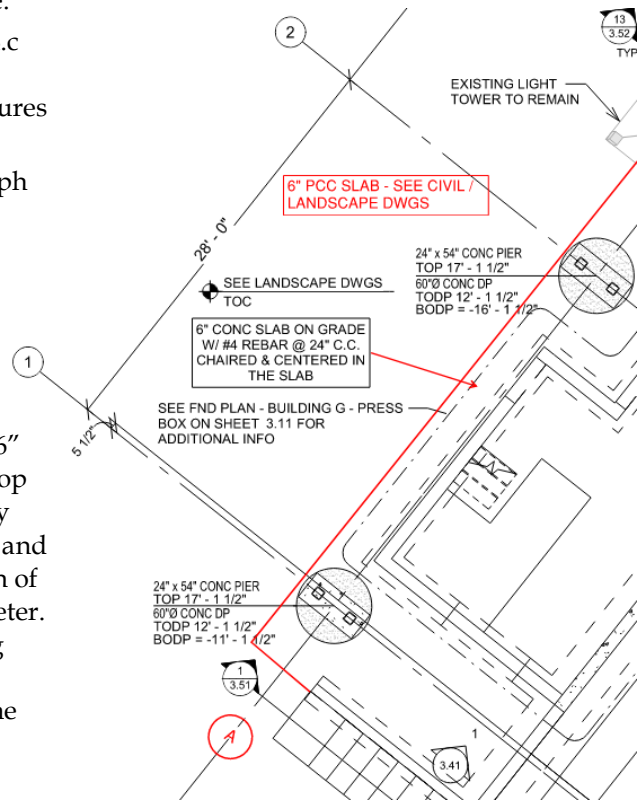 e.
.c
ures
ph
6”
op
y
and
n of
eter.
g
ne
2
13
3.52
TYP
EXISTING LIGHT
TOWER TO REMAIN
6" PCC SLAB - SEE CIVIL /
LANDSCAPE DWGS
28' - 0"
24" x 54" CONC PIER
TOP 17' - 1 1/2"
60"Ø CONC DP
TODP 12' - 1 1/2"
BODP = -16' - 1 1/2"
SEE LANDSCAPE DWGS
TOC
6" CONC SLAB ON GRADE
W/ #4 REBAR @ 24" C.C.
CHAIRED & CENTERED IN
THE SLAB
1
5 1/2"
SEE FND PLAN - BUILDING G - PRESS
BOX ON SHEET 3.11 FOR
ADDITIONAL INFO
24" x 54" CONC PIER
TOP 17' - 1 1/2"
60"Ø CONC DP
TODP 12' - 1 1/2"
BODP = -11' - 1 1/2"
1
3.51
A
1
3.41